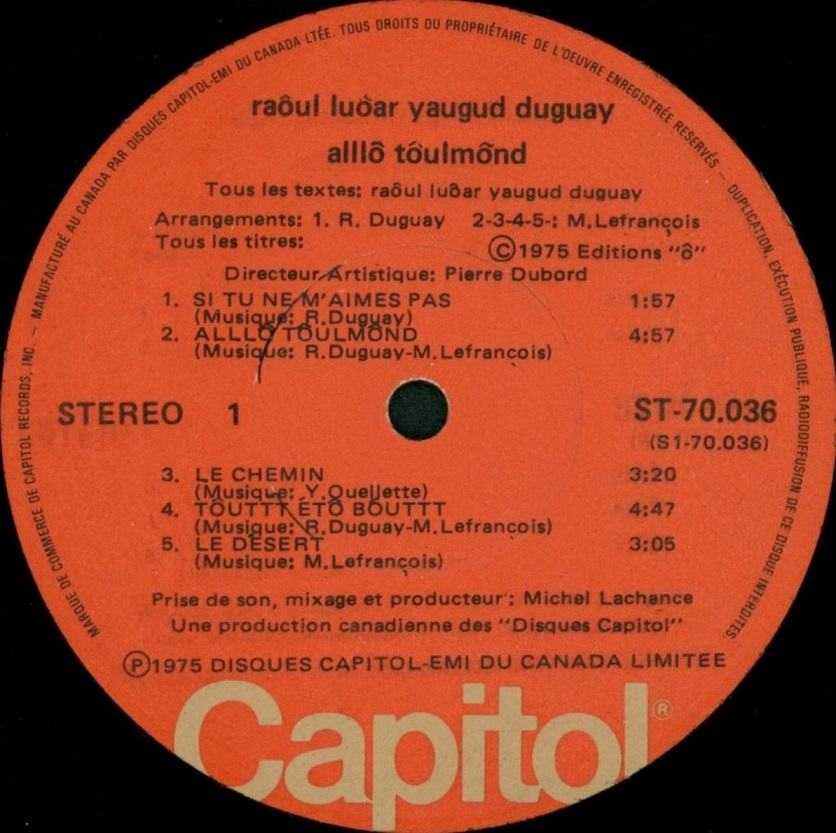 MARQUE DE COMMERCE DE CAPITOL RECORDS, INC. – MANUFACTURÉ AU CANADA PAR DISQUES CAPITOL-EMI DU CANADA LTÉE. TOUS DROITS DU PROPRIÉTAIRE DE L'OEUVRE ENREGISTRÉE RESERVÉS – DUPLICATION, EXÉCUTION PUBLIQUE, RADIODIFFUSION DE CE DISQUE INTERDITES.
raôul luȯar yaugud duguay
alllô tóulmônd
Tous les textes: raôul luȯar yaugud duguay
Arrangements: 1. R. Duguay 2-3-4-5-: M.Lefrançois
Tous les titres: ©1975 Editions "ô"
Directeur Artistique: Pierre Dubord
1. SI TU NE M'AIMES PAS 1:57
(Musique: R.Duguay)
2. ALLLÔ TÔULMÔND 4:57
(Musique: R.Duguay-M.Lefrancois)
STEREO 1 ST-70.036
(S1-70.036)
3. LE CHEMIN 3:20
(Musique: Y.Ouellette)
4. TÔUTTT ÉTÔ BOUTTT 4:47
(Musique: R.Duguay-M.Lefrancois)
5. LE DÉSERT 3:05
(Musique: M.Lefrançois)
Prise de son, mixage et producteur: Michel Lachance
Une production canadienne des "Disques Capitol"
℗1975 DISQUES CAPITOL-EMI DU CANADA LIMITEE
Capitol®